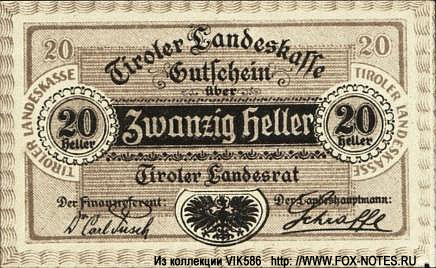 20 Tiroler Landeskasse 20
Gutschein
über
TIROLER LANDESKASSE
20 Heller
Zwanzig Heller
20 Heller
TIROLER LANDESKASSE
Tiroler Landesrat
Der Finanzreferent:
Der Landeshauptmann:
Schraffl
Из коллекции VIK586 http://WWW.FOX-NOTES.RU